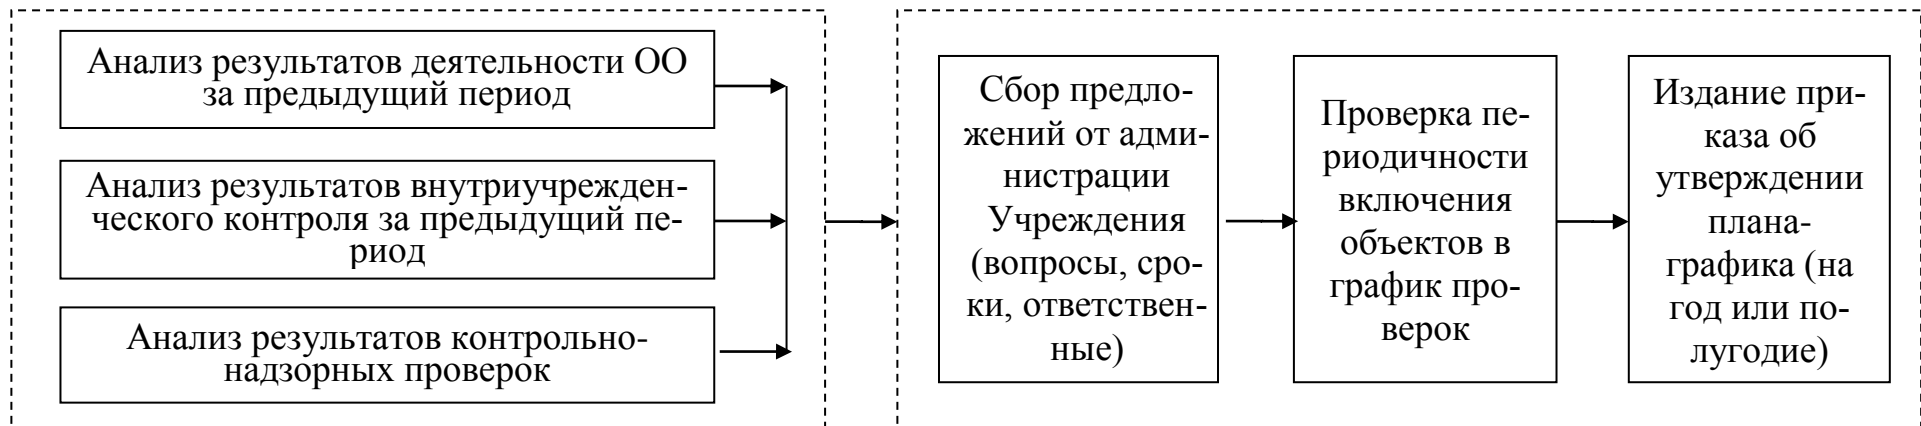 Анализ результатов деятельности ОО
за предыдущий период
Анализ результатов внутриучрежден-
ческого контроля за предыдущий пе-
риод
Анализ результатов контрольно-
надзорных проверок
Сбор предло-
жений от адми-
нистрации
Учреждения
(вопросы, сро-
ки, ответствен-
ные)
Проверка пе-
риодичности
включения
объектов в
график про-
верок
Издание при-
каза об
утверждении
плана-
графика (на
год или по-
лугодие)